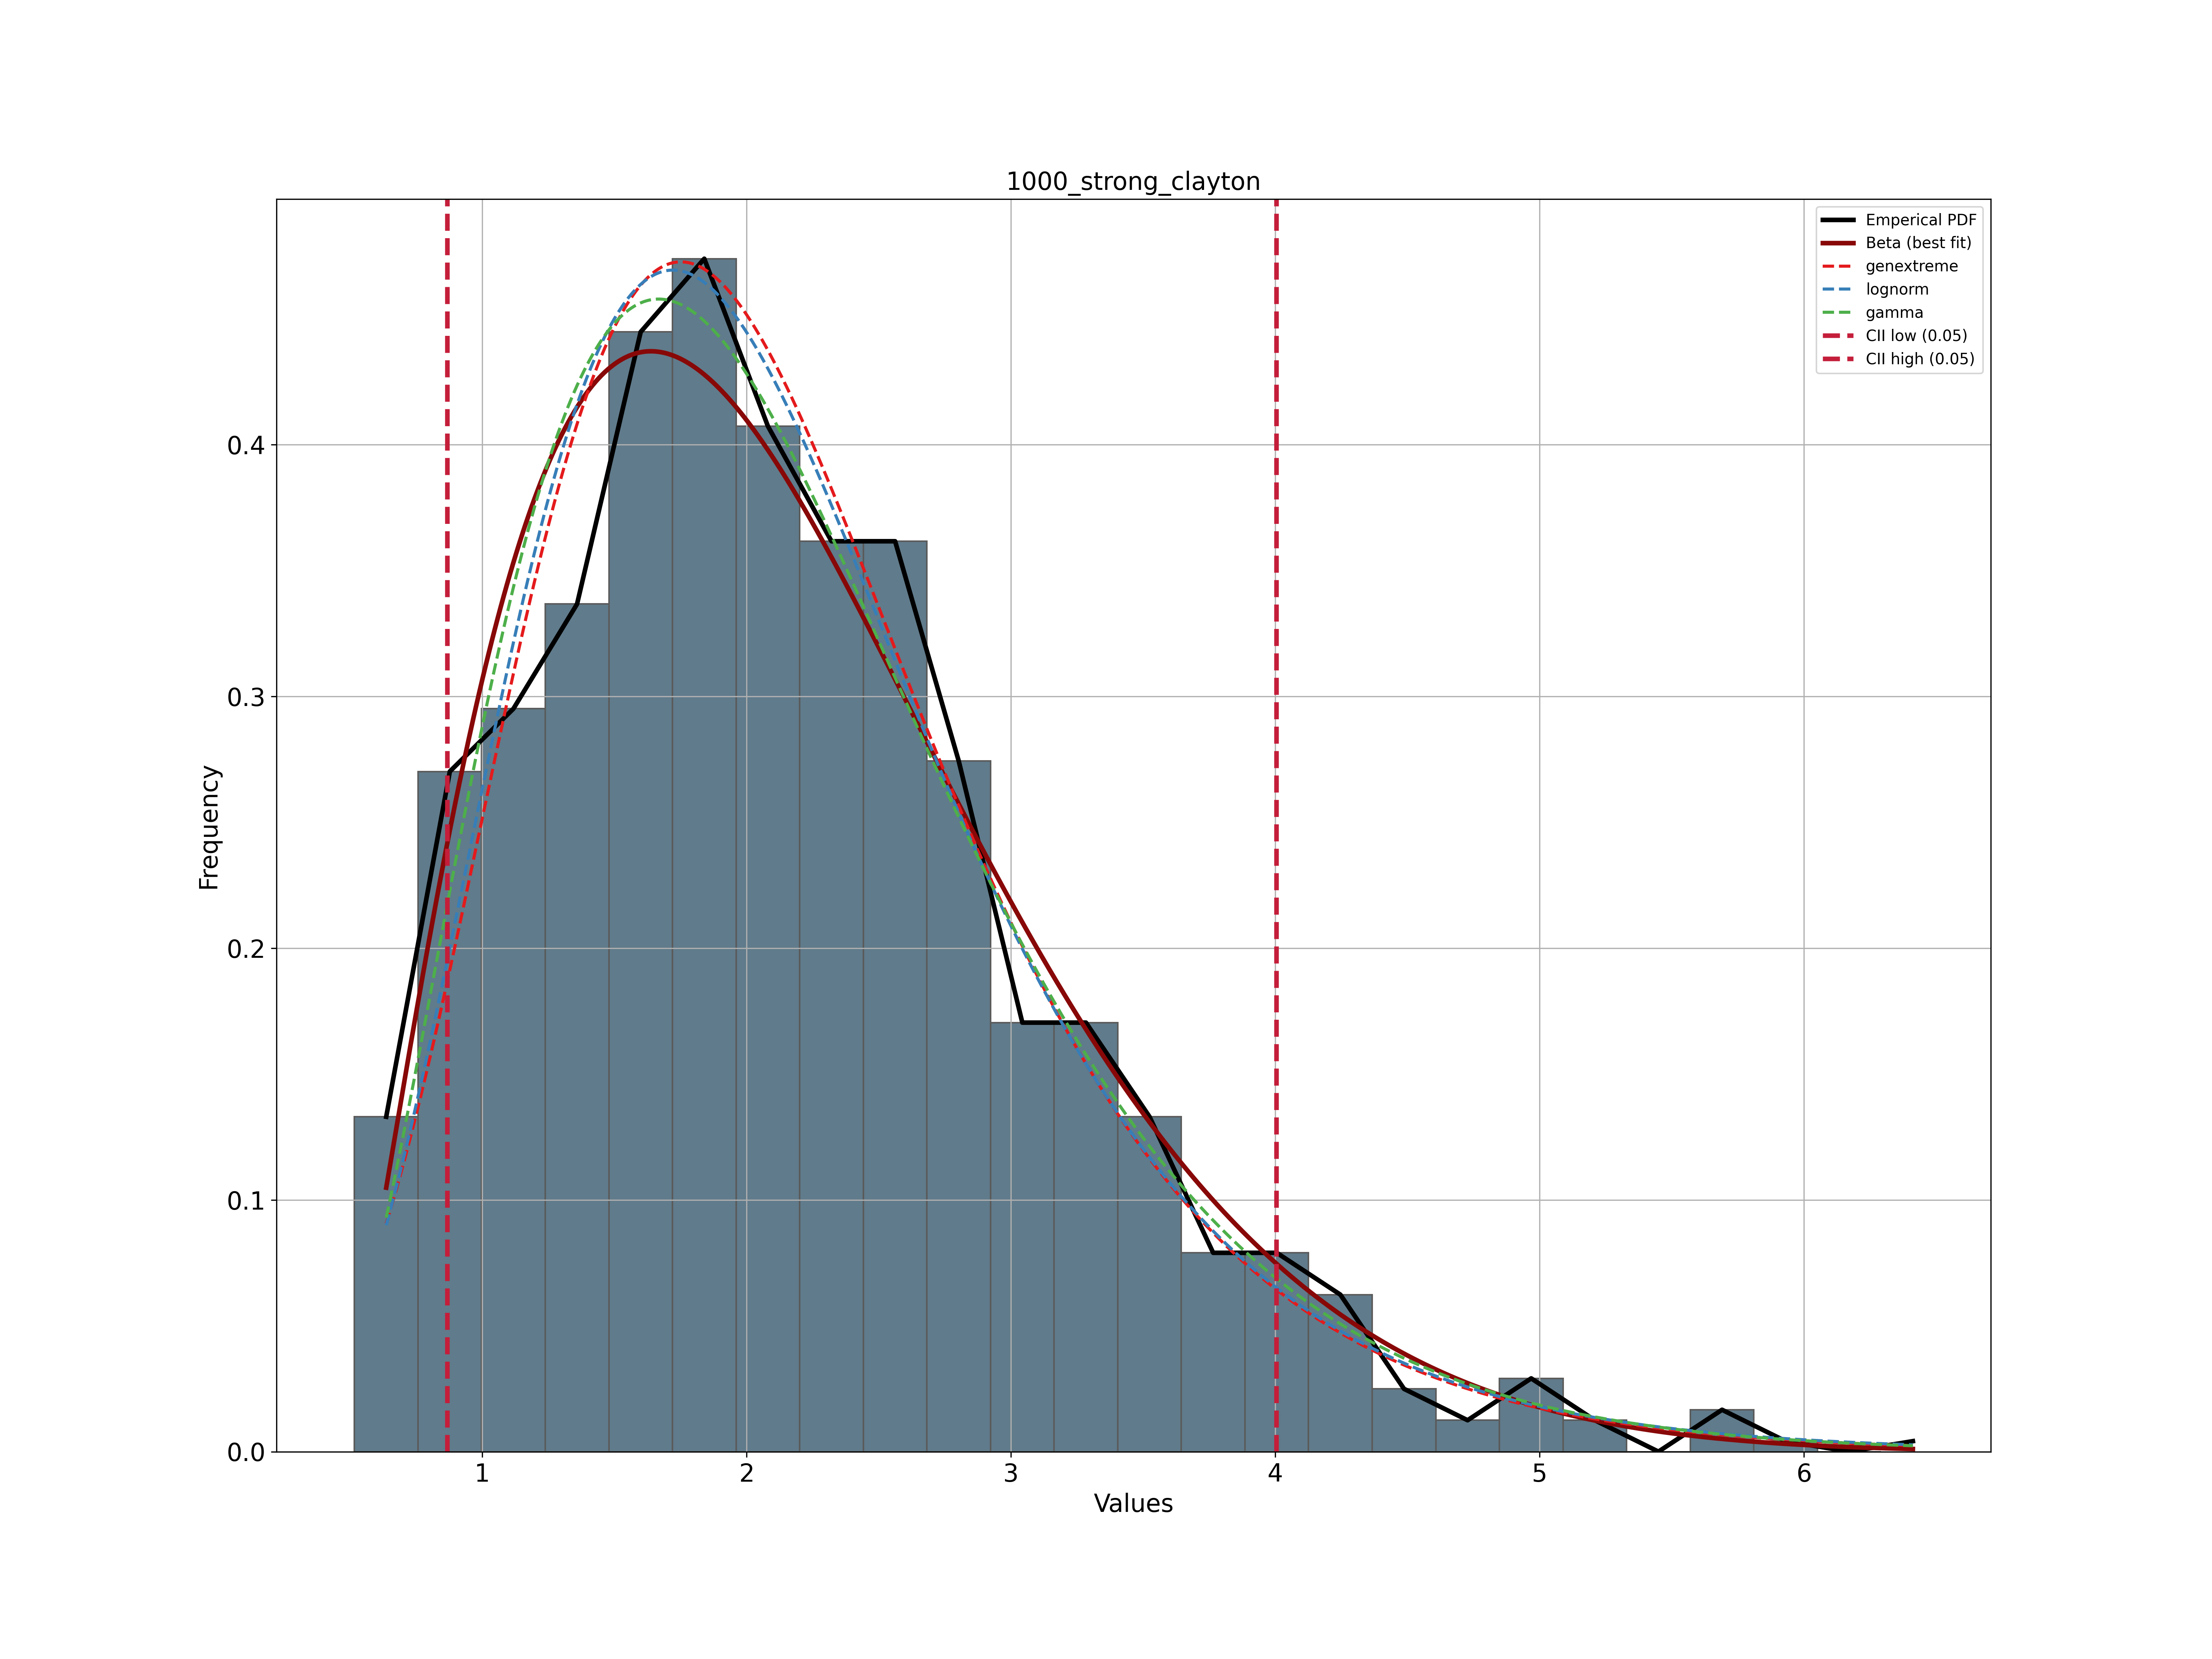 1000_strong_clayton
Emperical PDF
Beta (best fit)
genextreme
lognorm
gamma
CII low (0.05)
CII high (0.05)
Frequency
0.4
0.3
0.2
0.1
0.0
1 2 3 4 5 6
Values